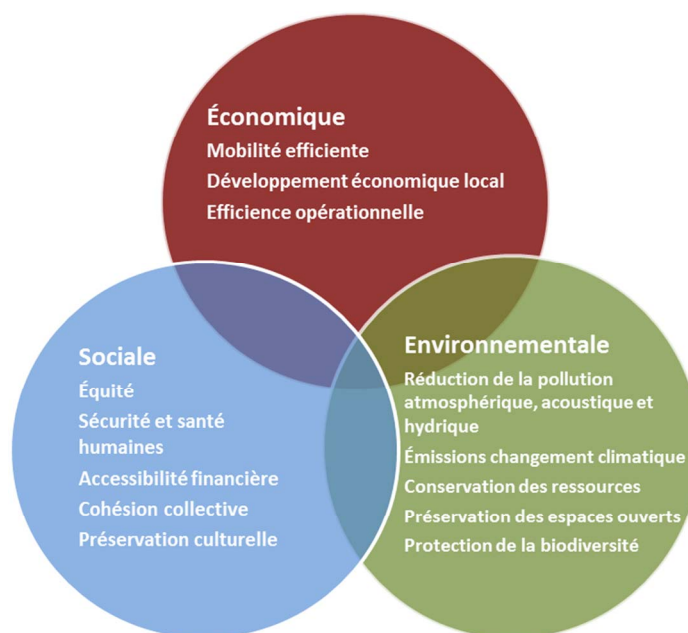 Économique
Mobilité efficiente
Développement économique local
Efficience opérationnelle
Sociale
Équité
Sécurité et santé
humaines
Accessibilité financière
Cohésion collective
Préservation culturelle
Environnementale
Réduction de la pollution
atmosphérique, acoustique et
hydrique
Émissions changement climatique
Conservation des ressources
Préservation des espaces ouverts
Protection de la biodiversité